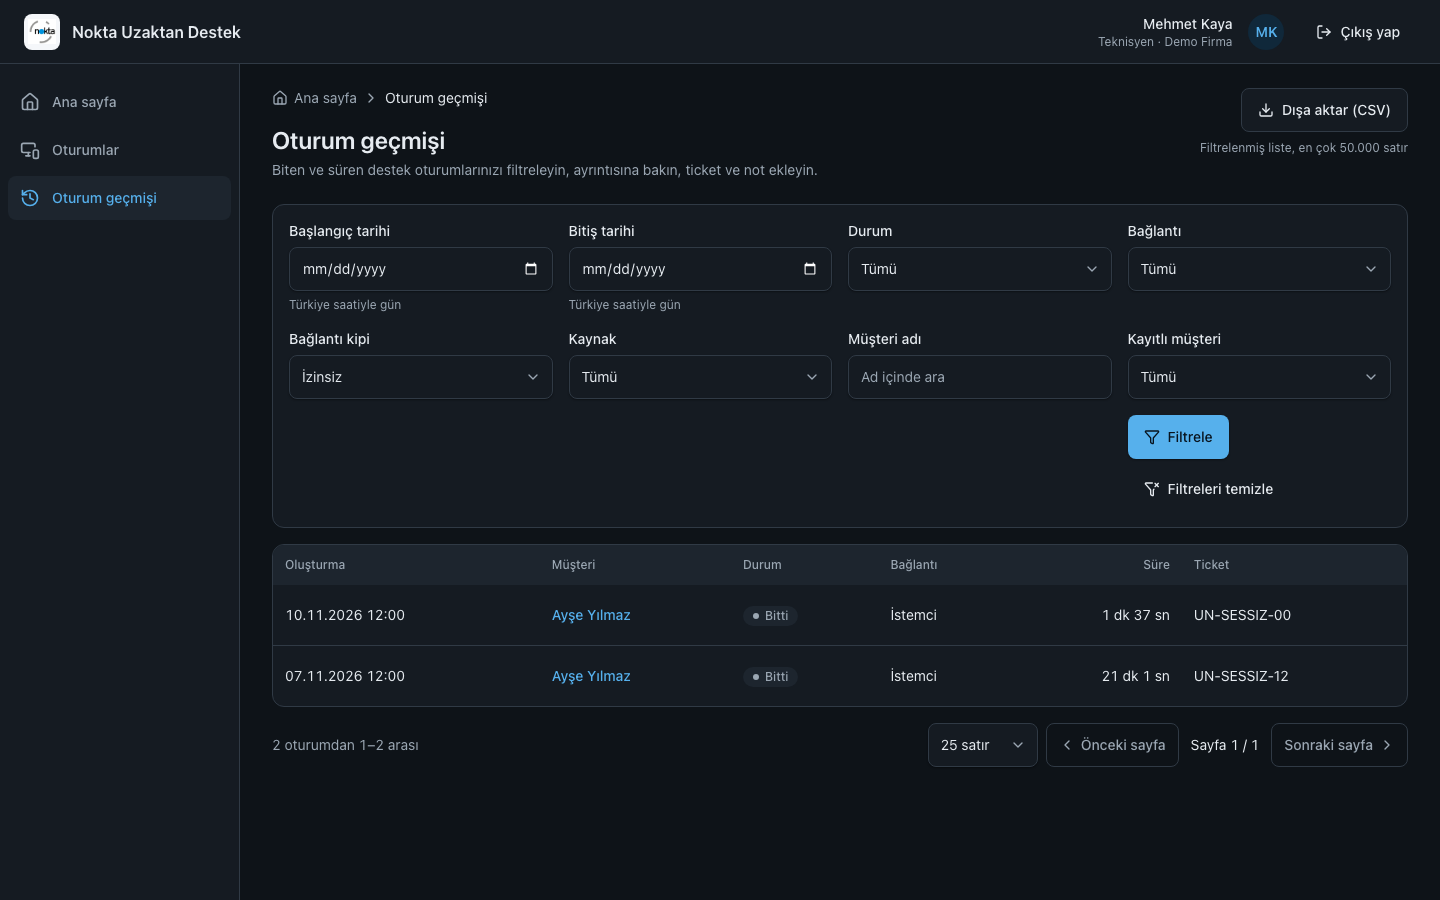 nokta
Nokta Uzaktan Destek
Mehmet Kaya
Teknisyen · Demo Firma
MK
Çıkış yap
Ana sayfa
Oturumlar
Oturum geçmişi
Ana sayfa > Oturum geçmişi
Dışa aktar (CSV)
Filtrelenmiş liste, en çok 50.000 satır
Oturum geçmişi
Biten ve süren destek oturumlarınızı filtreleyin, ayrıntısına bakın, ticket ve not ekleyin.
Başlangıç tarihi Bitiş tarihi Durum Bağlantı
mm/dd/yyyy mm/dd/yyyy Tümü Tümü
Türkiye saatiyle gün Türkiye saatiyle gün
Bağlantı kipi Kaynak Müşteri adı Kayıtlı müşteri
İzinsiz Tümü Ad içinde ara Tümü
Filtrele
Filtreleri temizle
Oluşturma Müşteri Durum Bağlantı Süre Ticket
10.11.2026 12:00 Ayşe Yılmaz Bitti İstemci 1 dk 37 sn UN-SESSIZ-00
07.11.2026 12:00 Ayşe Yılmaz Bitti İstemci 21 dk 1 sn UN-SESSIZ-12
2 oturumdan 1–2 arası 25 satır Önceki sayfa Sayfa 1 / 1 Sonraki sayfa